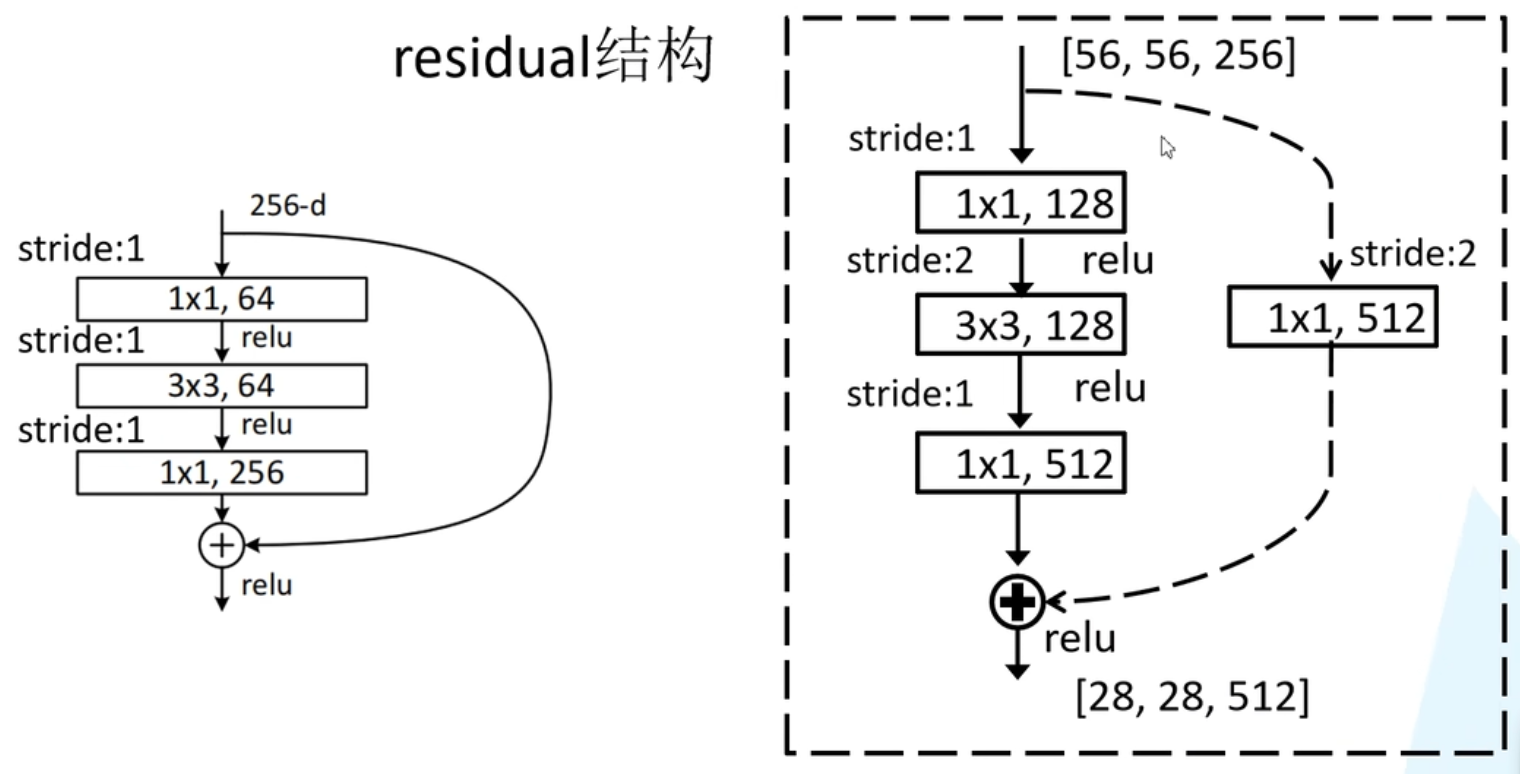 residual结构
256-d
stride:1
1x1, 64
stride:1
relu
3x3, 64
stride:1
relu
1x1, 256
relu
[56, 56, 256]
stride:1
1x1, 128
stride:2
relu
stride:2
3x3, 128
1x1, 512
stride:1
relu
1x1, 512
relu
[28, 28, 512]